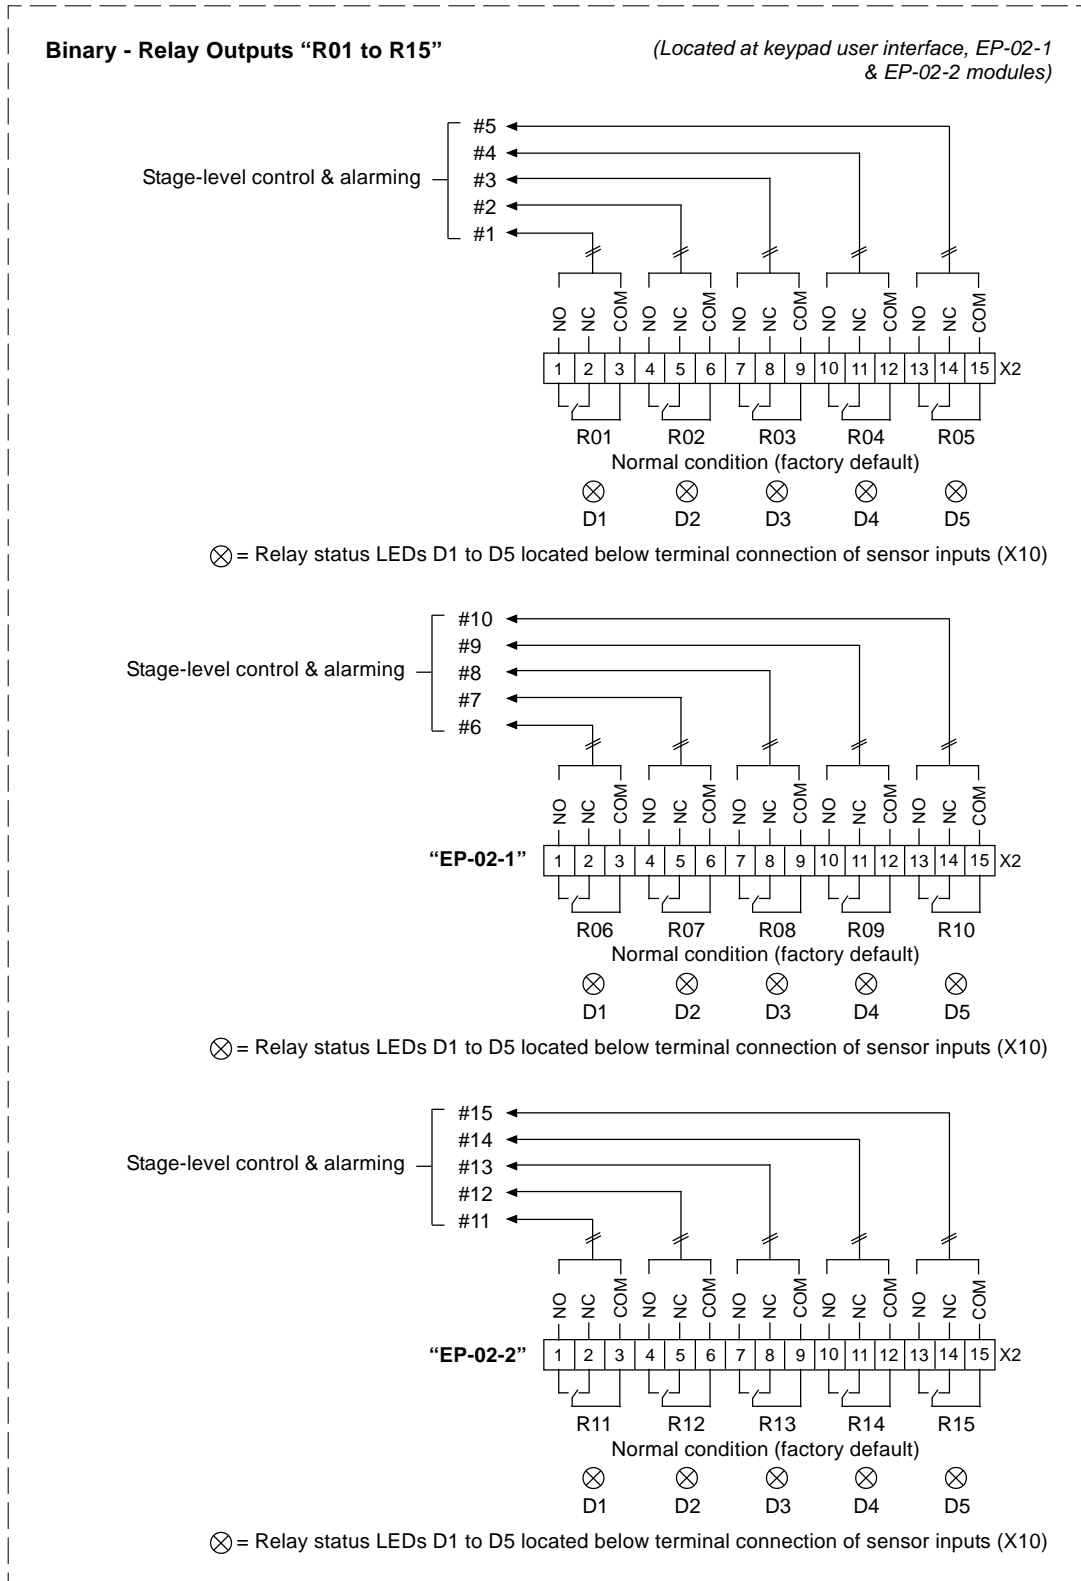 Binary - Relay Outputs “R01 to R15”
(Located at keypad user interface, EP-02-1
& EP-02-2 modules)
#5
#4
Stage-level control & alarming
#3
#2
#1
NO NC COM NO NC COM NO NC COM NO NC COM NO NC COM
1 2 3 4 5 6 7 8 9 10 11 12 13 14 15 X2
R01 R02 R03 R04 R05
Normal condition (factory default)
D1 D2 D3 D4 D5
= Relay status LEDs D1 to D5 located below terminal connection of sensor inputs (X10)
#10
#9
Stage-level control & alarming
#8
#7
#6
NO NC COM NO NC COM NO NC COM NO NC COM NO NC COM
“EP-02-1” 1 2 3 4 5 6 7 8 9 10 11 12 13 14 15 X2
R06 R07 R08 R09 R10
Normal condition (factory default)
D1 D2 D3 D4 D5
= Relay status LEDs D1 to D5 located below terminal connection of sensor inputs (X10)
#15
#14
Stage-level control & alarming
#13
#12
#11
NO NC COM NO NC COM NO NC COM NO NC COM NO NC COM
“EP-02-2” 1 2 3 4 5 6 7 8 9 10 11 12 13 14 15 X2
R11 R12 R13 R14 R15
Normal condition (factory default)
D1 D2 D3 D4 D5
= Relay status LEDs D1 to D5 located below terminal connection of sensor inputs (X10)